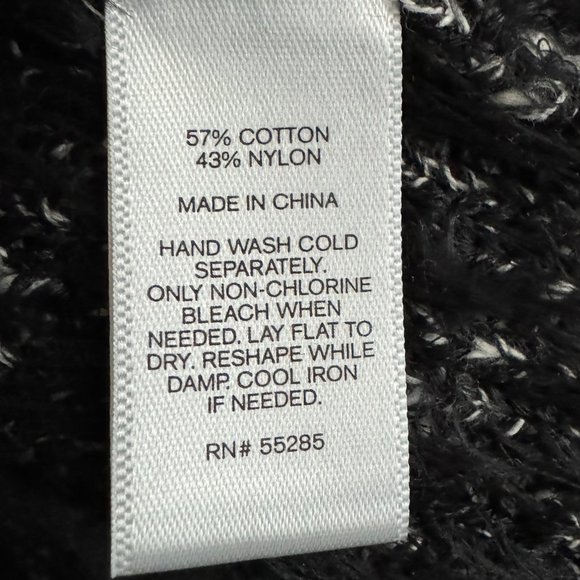 57% COTTON
43% NYLON
MADE IN CHINA
HAND WASH COLD
SEPARATELY.
ONLY NON-CHLORINE
BLEACH WHEN
NEEDED. LAY FLAT TO
DRY. RESHAPE WHILE
DAMP. COOL IRON
IF NEEDED.
RN# 55285